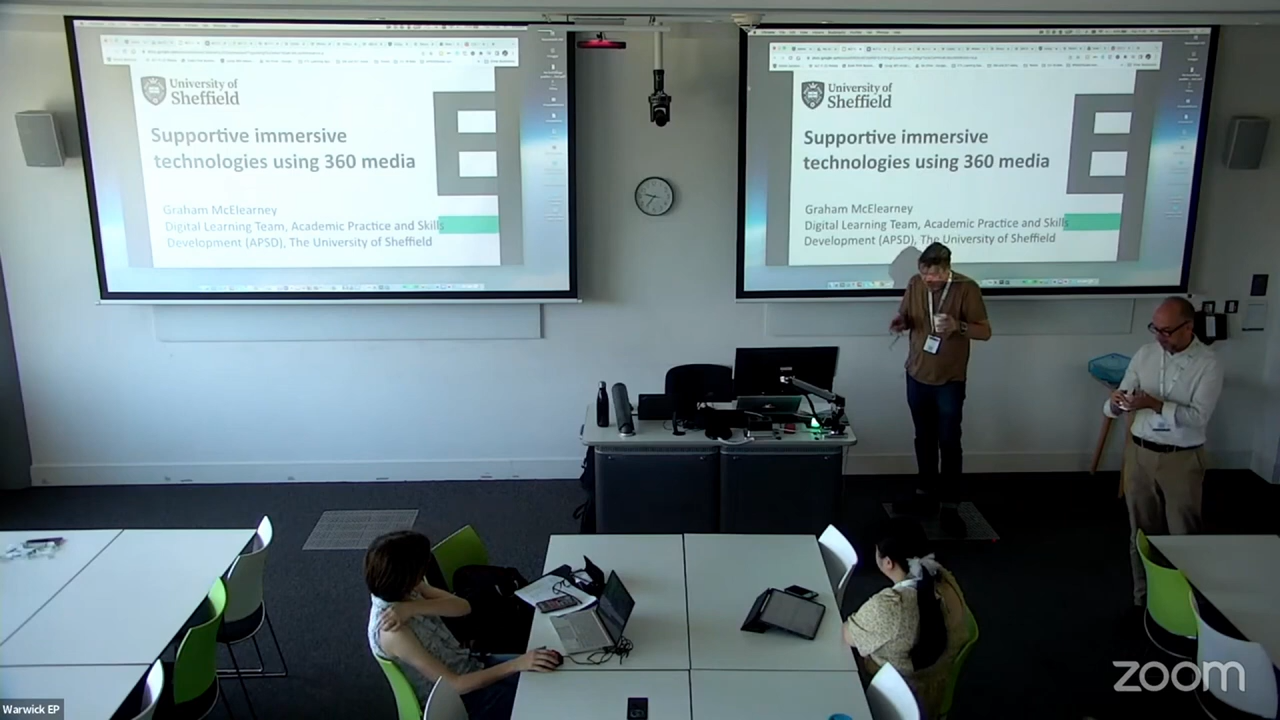 University of
Sheffield
Supportive immersive
technologies using 360 media
Graham McElearney
Digital Learning Team, Academic Practice and Skills
Development (APSD), The University of Sheffield
University of
Sheffield
Supportive immersive
technologies using 360 media
Graham McElearney
Digital Learning Team, Academic Practice and Skills
Development (APSD), The University of Sheffield
zoom
Warwick EP